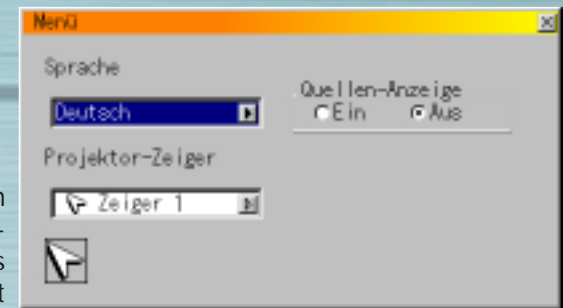 Menü
Sprache
Deutsch
Quellen-Anzeige
Ein Aus
Projektor-Zeiger
Zeiger 1
n
-
s
t